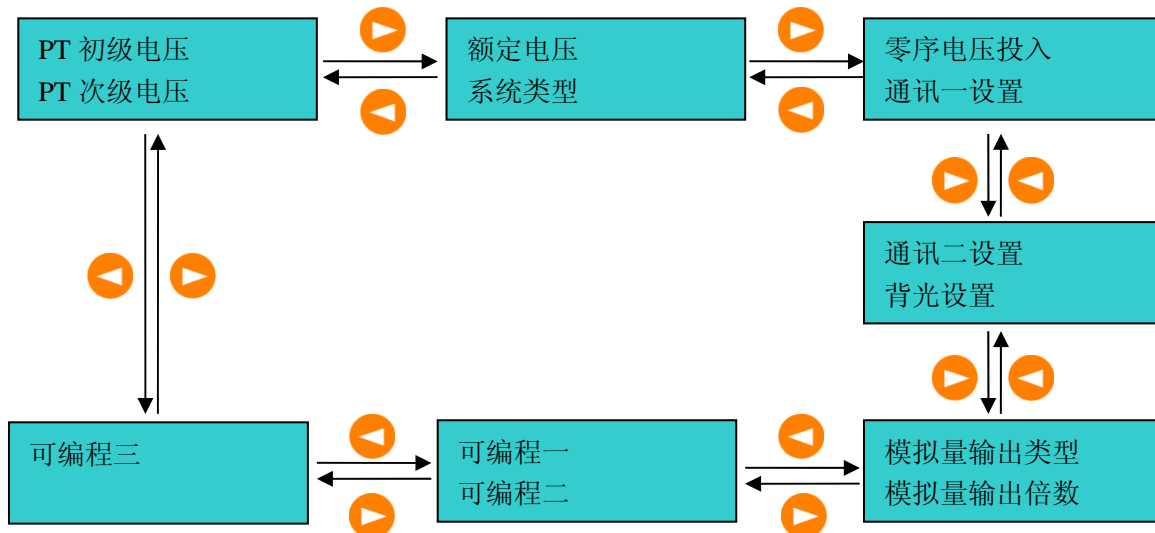 PT 初级电压
PT 次级电压
额定电压
系统类型
零序电压投入
通讯一设置
通讯二设置
背光设置
可编程三
可编程一
可编程二
模拟量输出类型
模拟量输出倍数